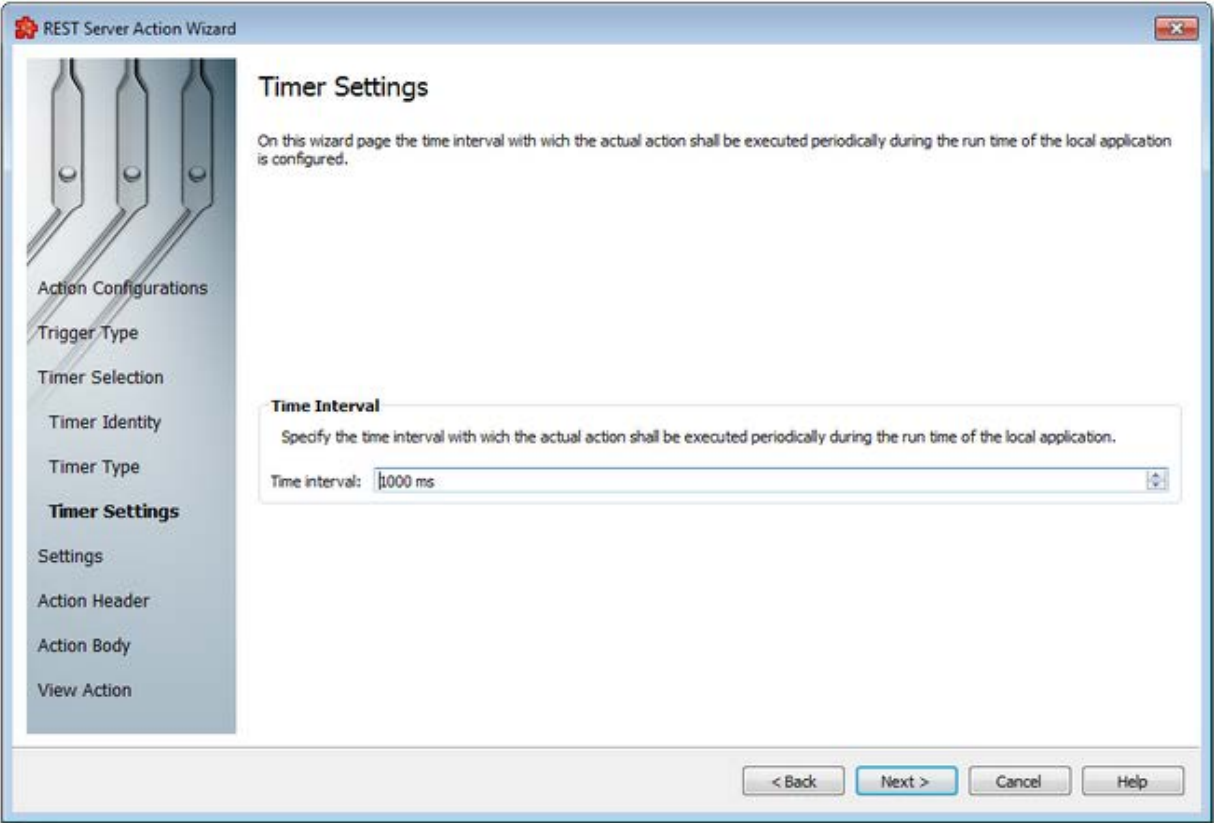 REST Server Action Wizard
Timer Settings
On this wizard page the time interval with wich the actual action shall be executed periodically during the run time of the local application
is configured.
Action Configurations
Trigger Type
Timer Selection
Timer Identity
Timer Type
Timer Settings
Settings
Action Header
Action Body
View Action
Time Interval
Specify the time interval with wich the actual action shall be executed periodically during the run time of the local application.
Time interval: 1000 ms
< Back Next > Cancel Help